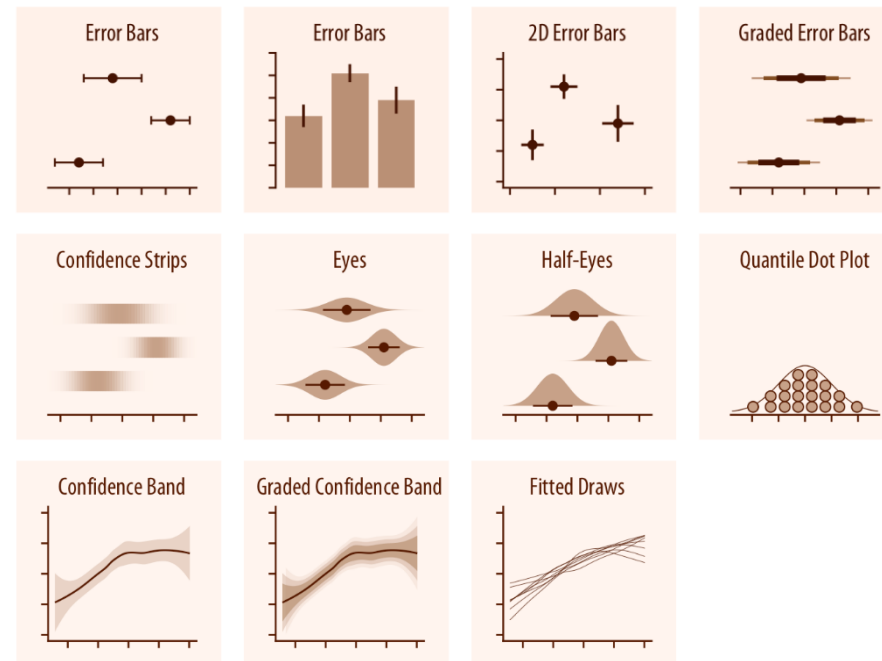 Error Bars
Error Bars
2D Error Bars
Graded Error Bars
Confidence Strips
Eyes
Half-Eyes
Quantile Dot Plot
Confidence Band
Graded Confidence Band
Fitted Draws